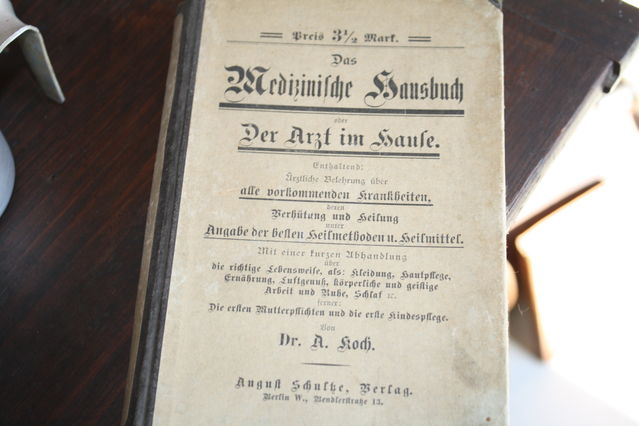 Preis 3 1/2 Mark.
Das
Medizinische Hausbuch
oder
Der Arzt im Hause.
Enthaltend:
Ärztliche Belehrung über
alle vorkommenden Krankheiten,
deren
Verhütung und Heilung
unter
Angabe der besten Heilmethoden u. Heilmittel.
Mit einer kurzen Abhandlung
über
die richtige Lebensweise, als: Kleidung, Hautpflege,
Ernährung, Luftgenuß, körperliche und geistige
Arbeit und Ruhe, Schlaf ꝛc.
ferner:
Die ersten Mutterpflichten und die erste Kindespflege.
Von
Dr. A. Koch.
August Schultze, Verlag.
Berlin W., Bendlerstraße 13.